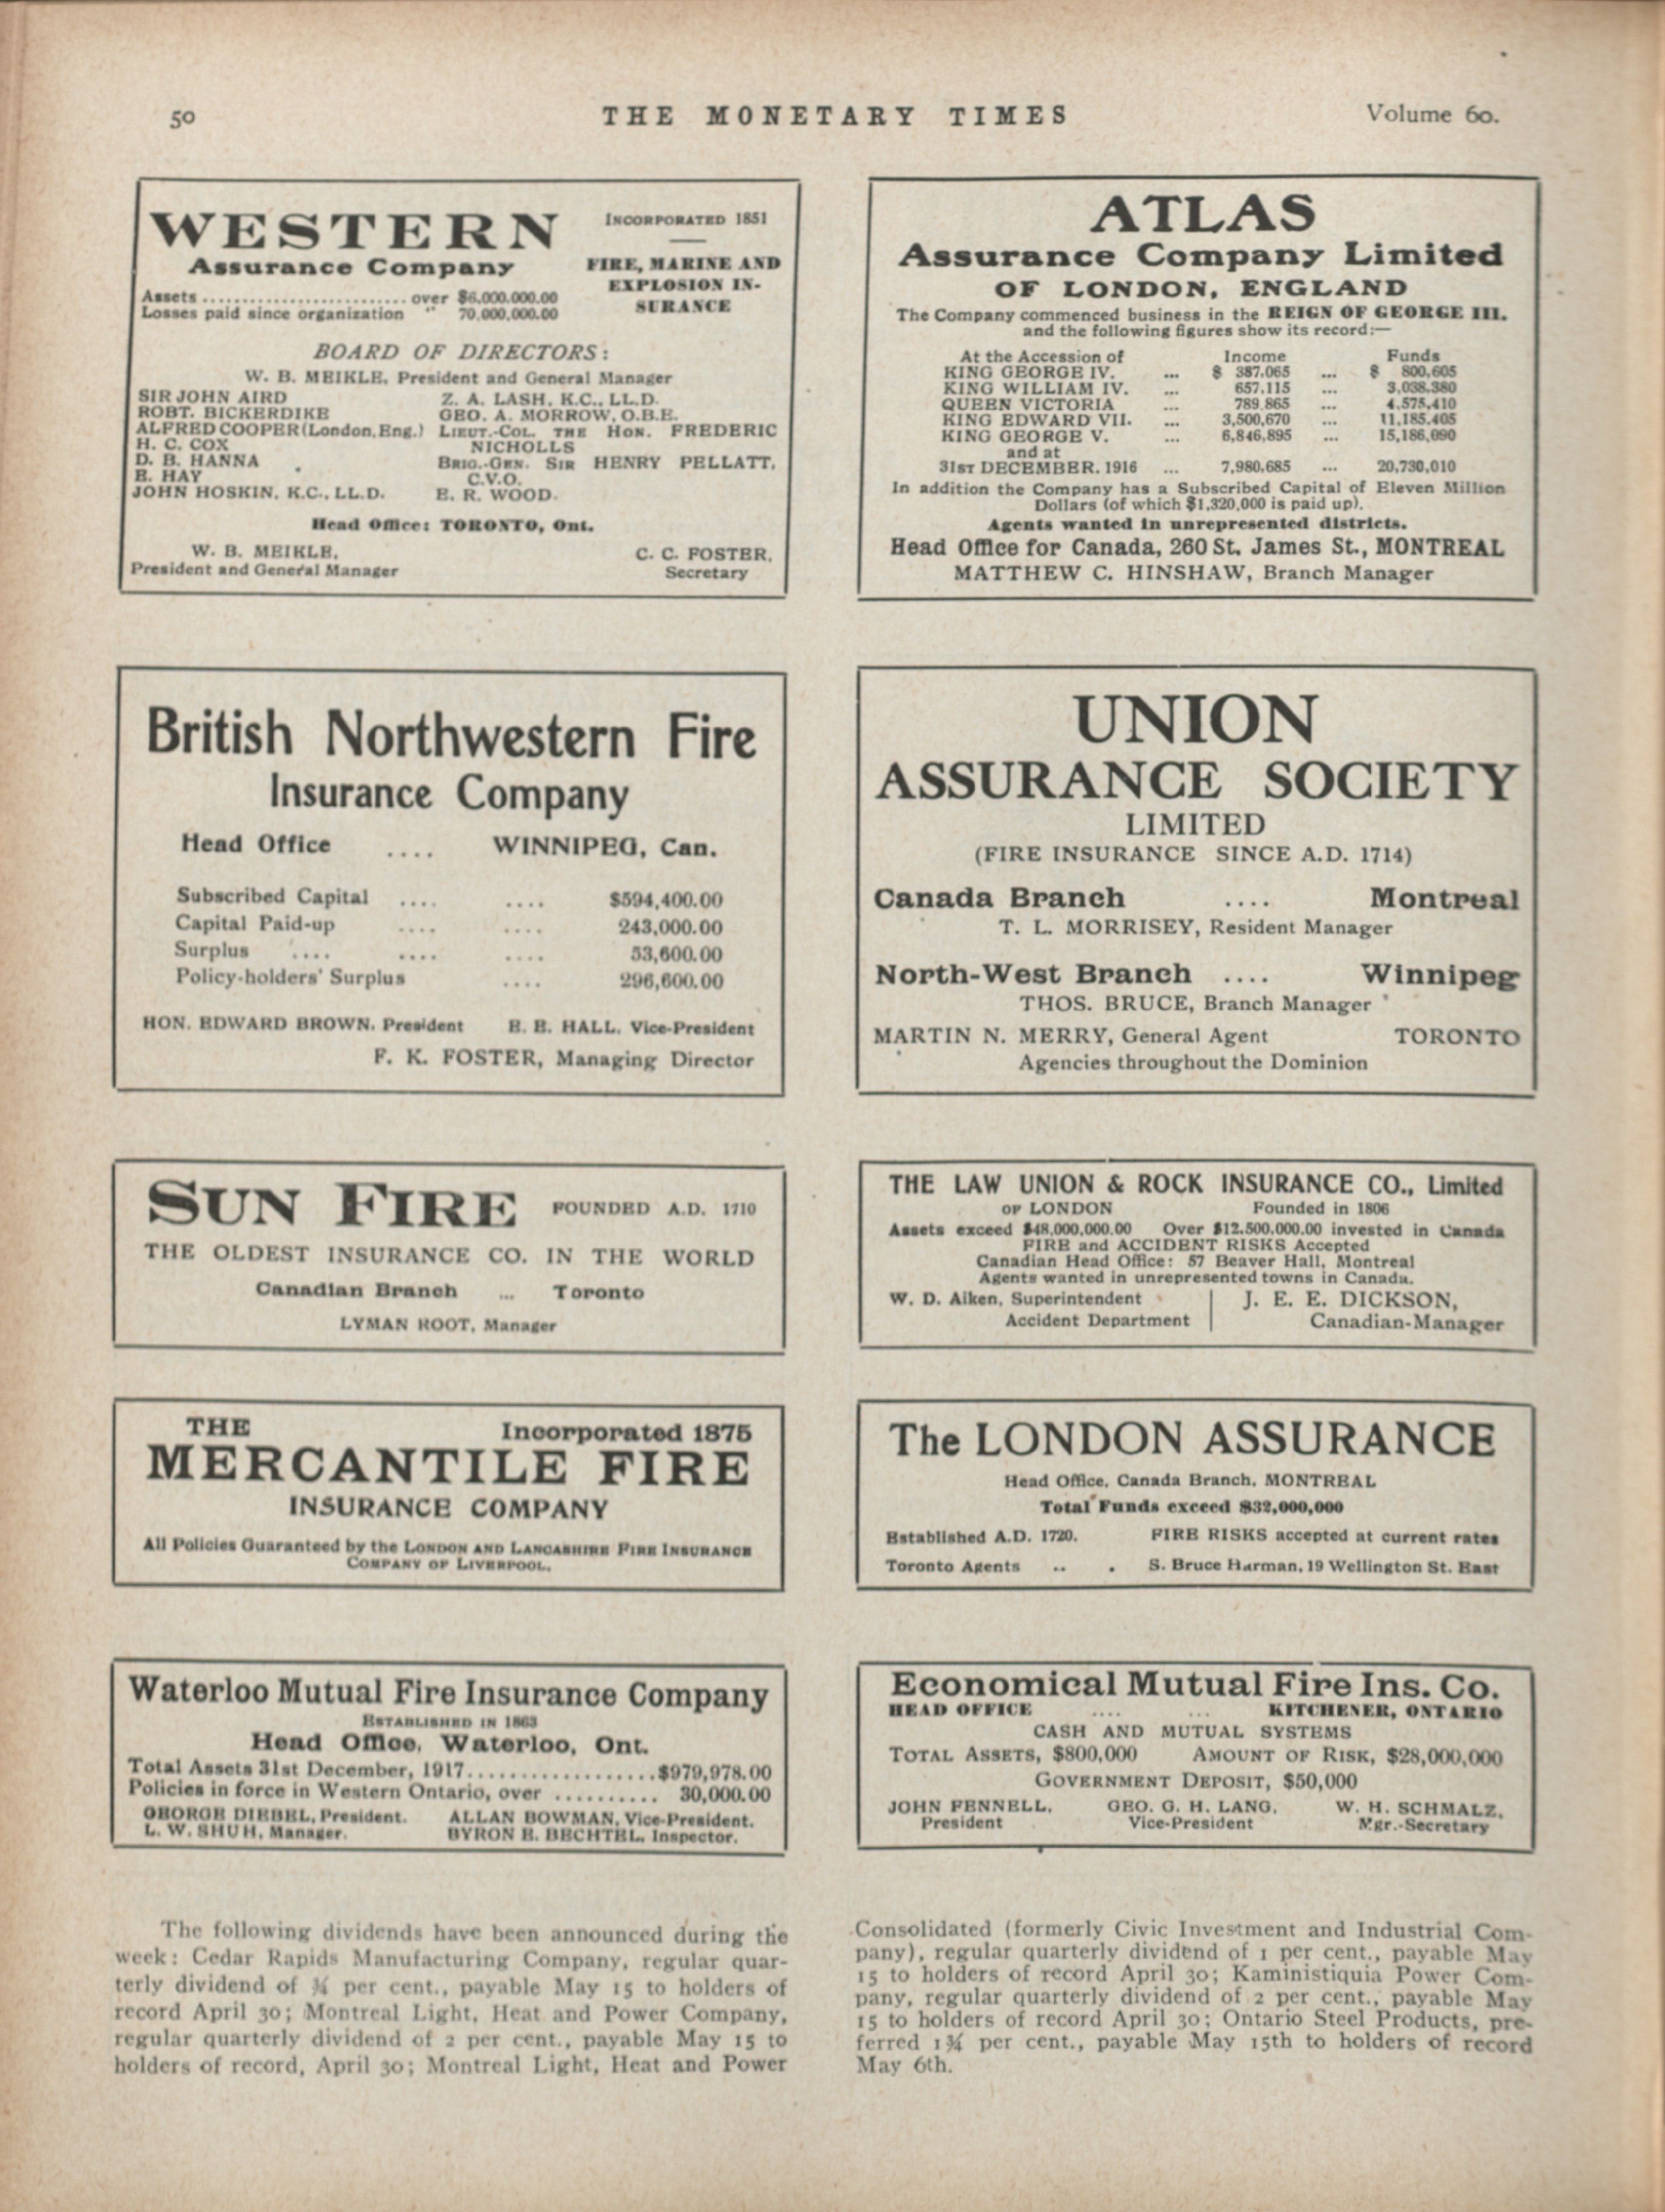 50
THE MONETARY TIMES
Volume 60.
WESTERN
Assurance Company
INCORPORATED 1851
FIRE, MARINE AND
EXPLOSION IN-
SURANCE
Assets ........................ over $6,000,000.00
Losses paid since organization " 70,000,000.00
BOARD OF DIRECTORS:
W. B. MEIKLE, President and General Manager
SIR JOHN AIRD
ROBT. BICKERDIKE
ALFRED COOPER (London, Eng.)
H. C. COX
D. B. HANNA
E. HAY
JOHN HOSKIN, K.C., LL.D.
Z. A. LASH, K.C., LL.D.
GEO. A. MORROW, O.B.E.
LIEUT.-COL. THE HON. FREDERIC
NICHOLLS
BRIG.-GEN. SIR HENRY PELLATT,
C.V.O.
E. R. WOOD.
Head Office: TORONTO, Ont.
W. B. MEIKLE,
President and General Manager
C. C. FOSTER,
Secretary
ATLAS
Assurance Company Limited
OF LONDON, ENGLAND
The Company commenced business in the REIGN OF GEORGE III.
and the following figures show its record:—
At the Accession of Income Funds
KING GEORGE IV. ... $ 387,065 ... $ 800,605
KING WILLIAM IV. ... 657,115 ... 3,038,380
QUEEN VICTORIA ... 789,865 ... 4,575,410
KING EDWARD VII. ... 3,500,670 ... 11,185,405
KING GEORGE V. ... 6,846,895 ... 15,186,090
and at
31ST DECEMBER, 1916 ... 7,980,685 ... 20,730,010
In addition the Company has a Subscribed Capital of Eleven Million
Dollars (of which $1,320,000 is paid up).
Agents wanted in unrepresented districts.
Head Office for Canada, 260 St. James St., MONTREAL
MATTHEW C. HINSHAW, Branch Manager
British Northwestern Fire
Insurance Company
Head Office .... WINNIPEG, Can.
Subscribed Capital .... .... $594,400.00
Capital Paid-up .... .... 243,000.00
Surplus .... .... .... 53,600.00
Policy-holders' Surplus .... 296,600.00
HON. EDWARD BROWN, President E. E. HALL, Vice-President
F. K. FOSTER, Managing Director
UNION
ASSURANCE SOCIETY
LIMITED
(FIRE INSURANCE SINCE A.D. 1714)
Canada Branch .... Montreal
T. L. MORRISEY, Resident Manager
North-West Branch .... Winnipeg
THOS. BRUCE, Branch Manager
MARTIN N. MERRY, General Agent TORONTO
Agencies throughout the Dominion
SUN FIRE FOUNDED A.D. 1710
THE OLDEST INSURANCE CO. IN THE WORLD
Canadian Branch ... Toronto
LYMAN ROOT, Manager
THE LAW UNION & ROCK INSURANCE CO., Limited
OF LONDON Founded in 1806
Assets exceed $48,000,000.00 Over $12,500,000.00 invested in Canada
FIRE and ACCIDENT RISKS Accepted
Canadian Head Office: 57 Beaver Hall, Montreal
Agents wanted in unrepresented towns in Canada.
W. D. Aiken, Superintendent
Accident Department
J. E. E. DICKSON,
Canadian-Manager
THE Incorporated 1875
MERCANTILE FIRE
INSURANCE COMPANY
All Policies Guaranteed by the LONDON AND LANCASHIRE FIRE INSURANCE
COMPANY OF LIVERPOOL.
The LONDON ASSURANCE
Head Office, Canada Branch, MONTREAL
Total Funds exceed $32,000,000
Established A.D. 1720. FIRE RISKS accepted at current rates
Toronto Agents .. . S. Bruce Harman, 19 Wellington St. East
Waterloo Mutual Fire Insurance Company
ESTABLISHED IN 1863
Head Office, Waterloo, Ont.
Total Assets 31st December, 1917...................$979,978.00
Policies in force in Western Ontario, over .......... 30,000.00
GEORGE DIEBEL, President. ALLAN BOWMAN, Vice-President.
L. W. SHUH, Manager. BYRON E. BECHTEL, Inspector.
Economical Mutual Fire Ins. Co.
HEAD OFFICE .... ... KITCHENER, ONTARIO
CASH AND MUTUAL SYSTEMS
TOTAL ASSETS, $800,000 AMOUNT OF RISK, $28,000,000
GOVERNMENT DEPOSIT, $50,000
JOHN FENNELL, GEO. G. H. LANG, W. H. SCHMALZ,
President Vice-President Mgr.-Secretary
The following dividends have been announced during the
week: Cedar Rapids Manufacturing Company, regular quar-
terly dividend of ¾ per cent., payable May 15 to holders of
record April 30; Montreal Light, Heat and Power Company,
regular quarterly dividend of 2 per cent., payable May 15 to
holders of record, April 30; Montreal Light, Heat and Power
Consolidated (formerly Civic Investment and Industrial Com-
pany), regular quarterly dividend of 1 per cent., payable May
15 to holders of record April 30; Kaministiquia Power Com-
pany, regular quarterly dividend of 2 per cent., payable May
15 to holders of record April 30; Ontario Steel Products, pre-
ferred 1¾ per cent., payable May 15th to holders of record
May 6th.